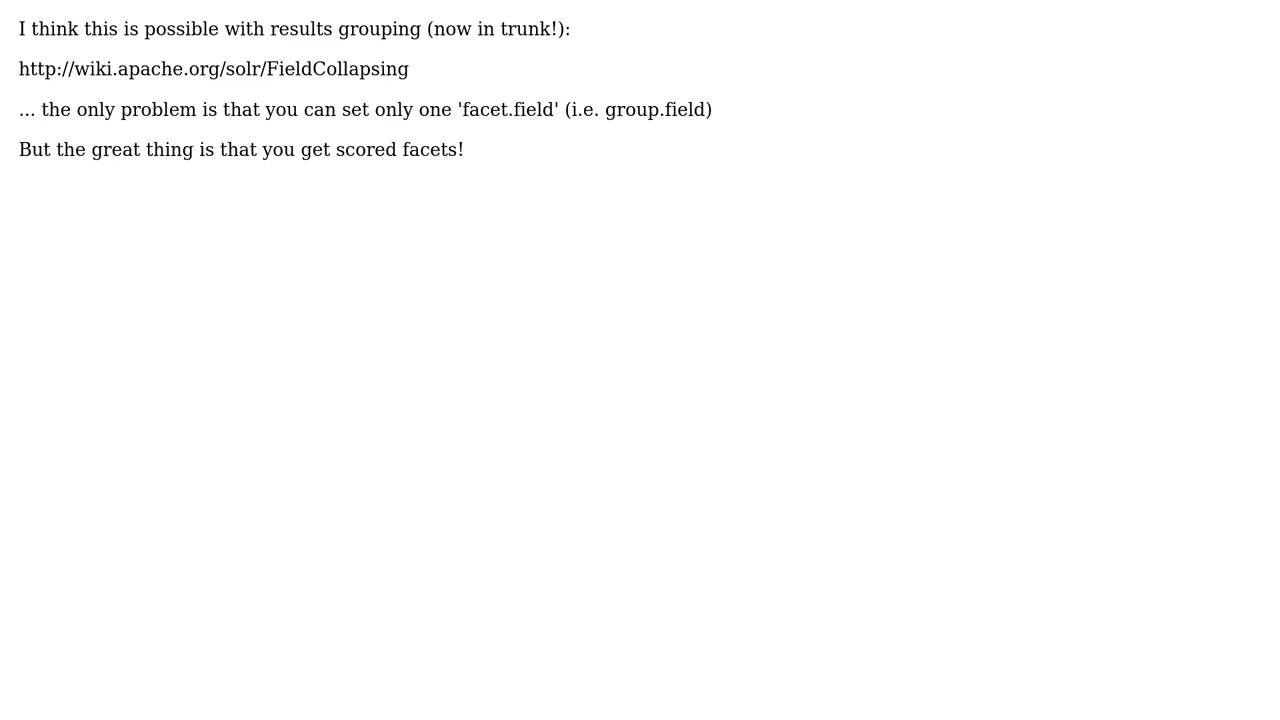 I think this is possible with results grouping (now in trunk!):
http://wiki.apache.org/solr/FieldCollapsing
... the only problem is that you can set only one 'facet.field' (i.e. group.field)
But the great thing is that you get scored facets!